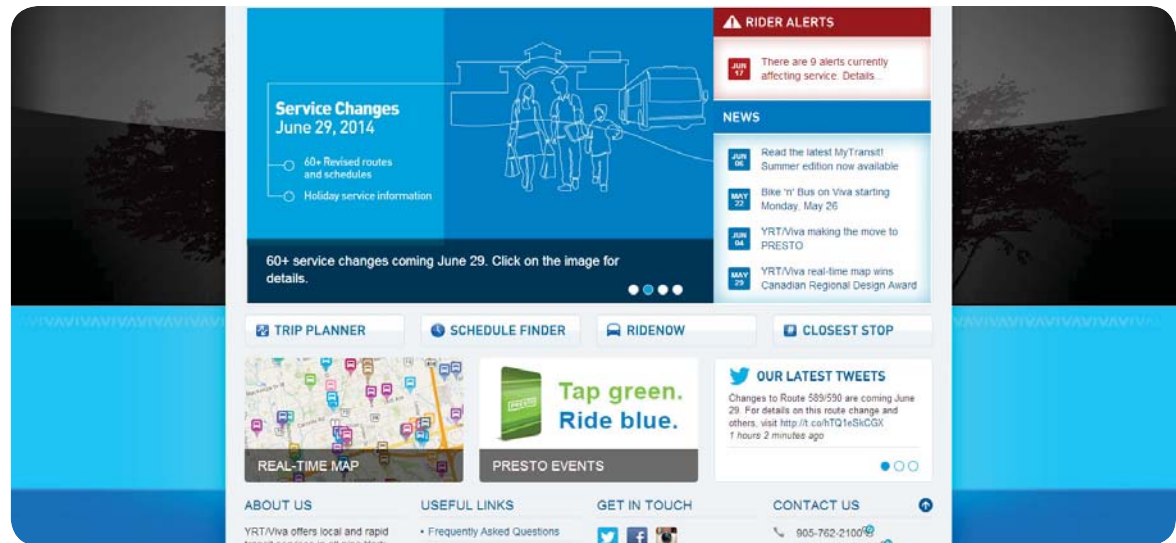 Service Changes
June 29, 2014
60+ Revised routes
and schedules
Holiday service information
60+ service changes coming June 29. Click on the image for
details.
RIDER ALERTS
JUN
17
There are 9 alerts currently
affecting service. Details...
NEWS
JUN
06
Read the latest MyTransit!
Summer edition now available
MAY
22
Bike 'n' Bus on Viva starting
Monday, May 26
JUN
04
YRT/Viva making the move to
PRESTO
MAY
29
YRT/Viva real-time map wins
Canadian Regional Design Award
TRIP PLANNER
SCHEDULE FINDER
RIDENOW
CLOSEST STOP
REAL-TIME MAP
PRESTO
Tap green.
Ride blue.
PRESTO EVENTS
OUR LATEST TWEETS
Changes to Route 589/590 are coming June
29. For details on this route change and
others, visit http://t.co/hTQ1eSkCGX
1 hours 2 minutes ago
ABOUT US
YRT/Viva offers local and rapid
USEFUL LINKS
• Frequently Asked Questions
GET IN TOUCH
CONTACT US
905-762-2100